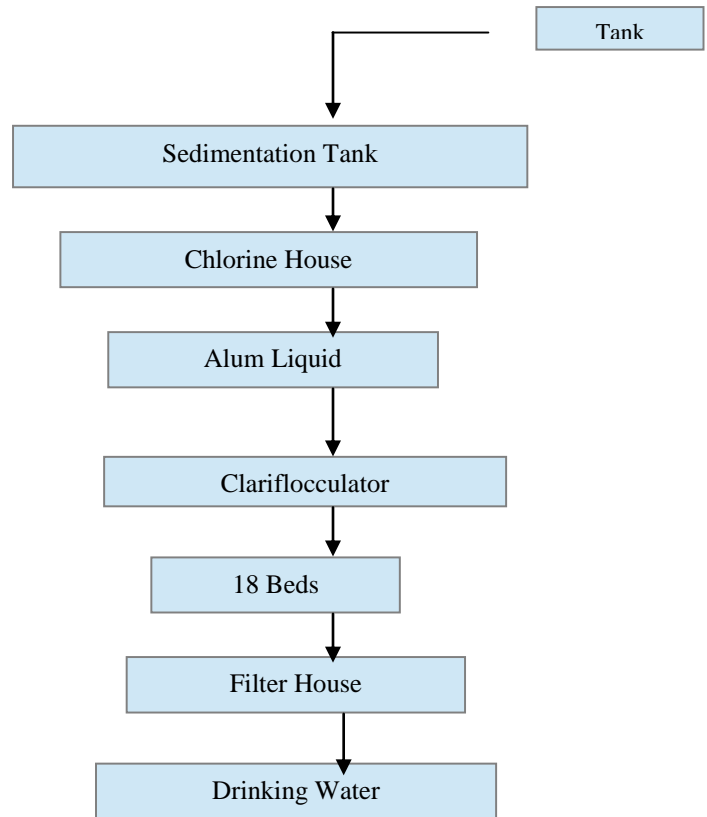 Tank
Sedimentation Tank
Chlorine House
Alum Liquid
Clariflocculator
18 Beds
Filter House
Drinking Water